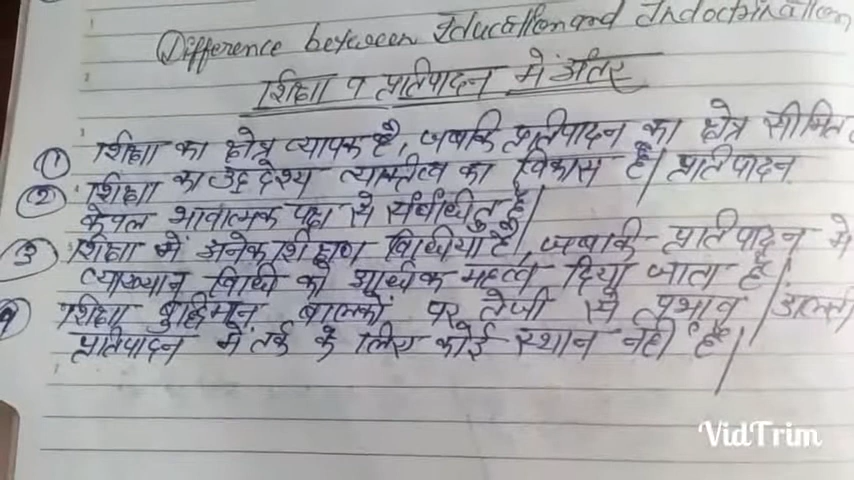 Difference between Education and Indoctrination
शिक्षा व प्रतिपादन में अंतर
① शिक्षा का क्षेत्र व्यापक है, जबकि प्रतिपादन का क्षेत्र सीमित
② शिक्षा का उद्देश्य व्यक्तित्व का विकास है। प्रतिपादन
केवल भावात्मक पक्ष से संबंधित है।
③ शिक्षा में अनेक शिक्षण विधियां है, जबकि प्रतिपादन में
व्याख्यान विधि को अधिक महत्व दिया जाता है।
शिक्षा बुद्धिमान बालकों पर तेजी से प्रभाव डालती
प्रतिपादन में तर्क के लिए कोई स्थान नहीं है।
VidTrim